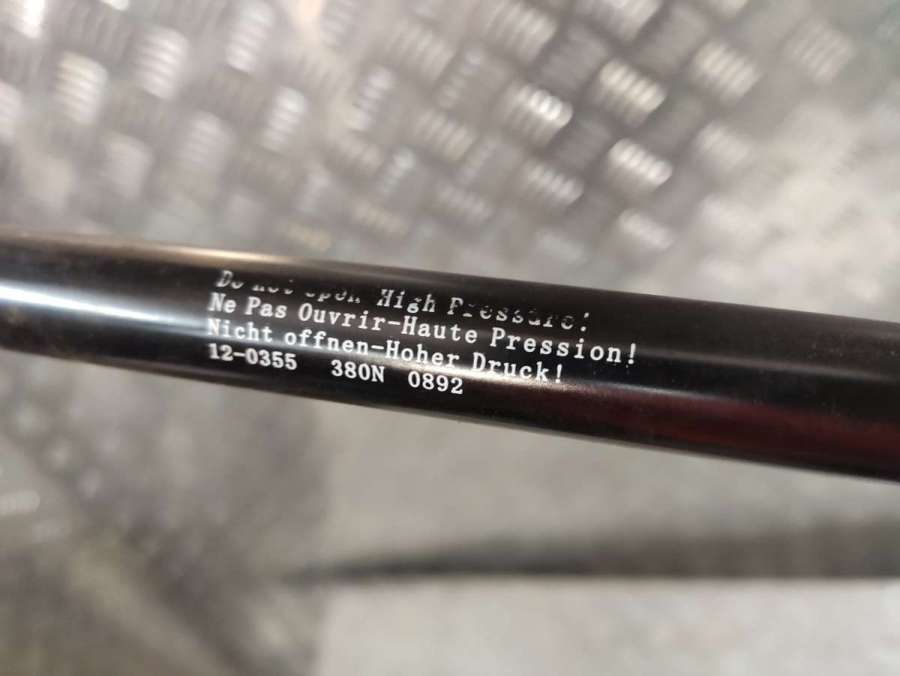 Do not open High Pressure!
Ne Pas Ouvrir-Haute Pression!
Nicht offnen-Hoher Druck!
12-0355 380N 0892